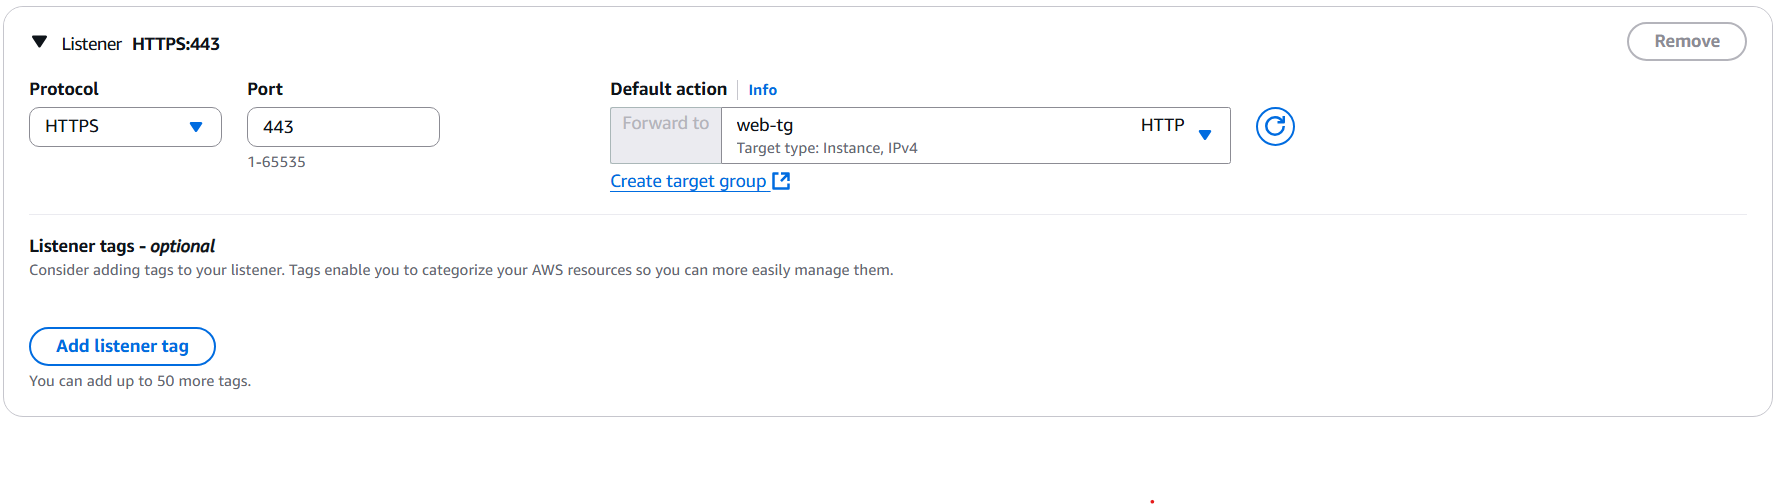 Listener HTTPS:443
Remove
Protocol
Port
Default action
Info
HTTPS
443
Forward to
web-tg
HTTP
Target type: Instance, IPv4
1-65535
Create target group
Listener tags - optional
Consider adding tags to your listener. Tags enable you to categorize your AWS resources so you can more easily manage them.
Add listener tag
You can add up to 50 more tags.